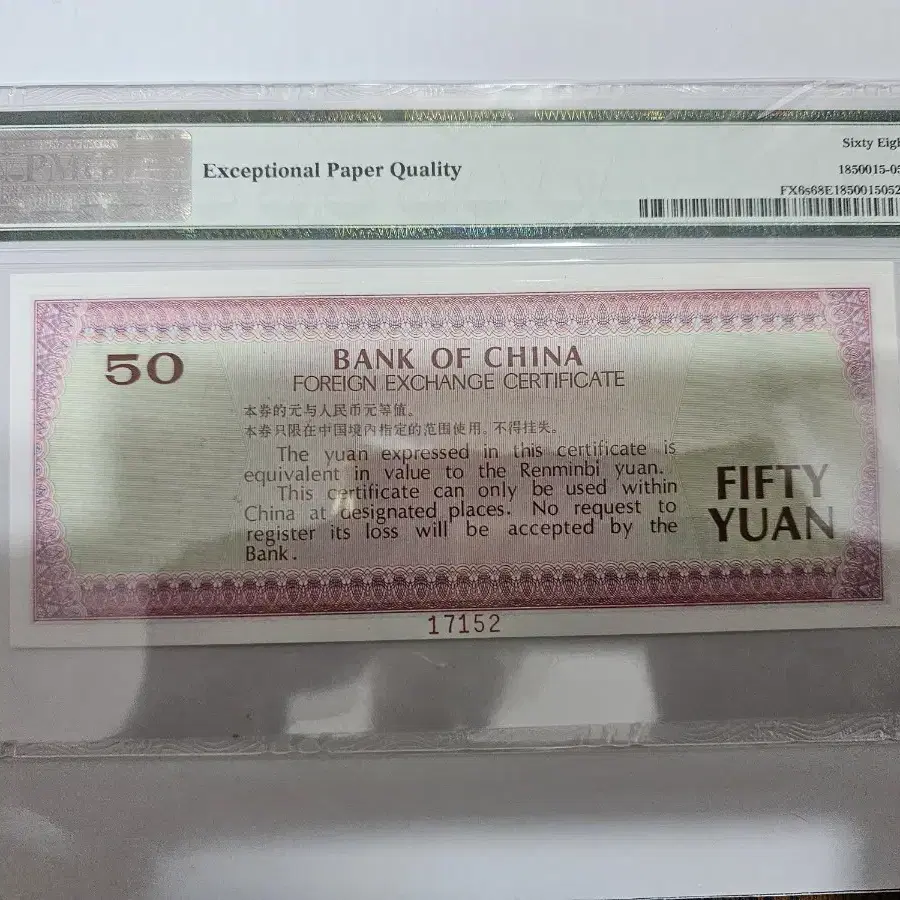 PMG
Exceptional Paper Quality
Sixty Eigh
1850015-05
FX6s68E1850015052
50
BANK OF CHINA
FOREIGN EXCHANGE CERTIFICATE
本券的元与人民币元等值。
本券只限在中国境内指定的范围使用。不得挂失。
The yuan expressed in this certificate is
equivalent in value to the Renminbi yuan.
This certificate can only be used within
China at designated places. No request to
register its loss will be accepted by the
Bank.
FIFTY
YUAN
17152